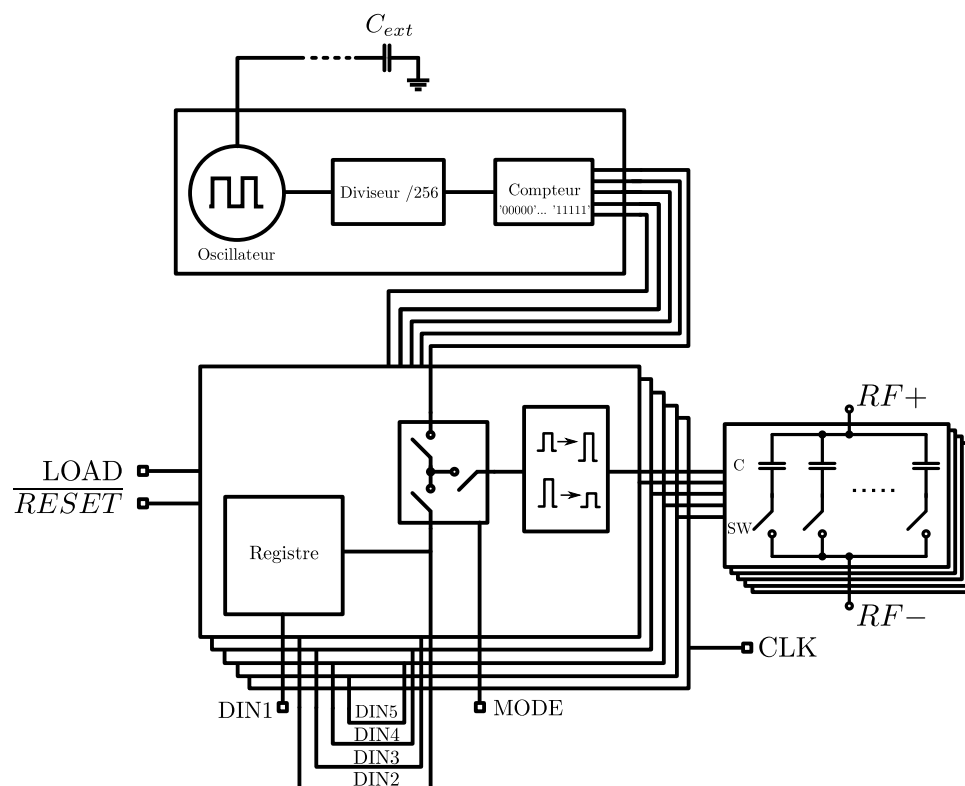 C_ext
Diviseur /256
Compteur
'00000'... '11111'
Oscillateur
RF+
C
LOAD
RESET
SW
Registre
RF−
CLK
DIN1
DIN5
MODE
DIN4
DIN3
DIN2